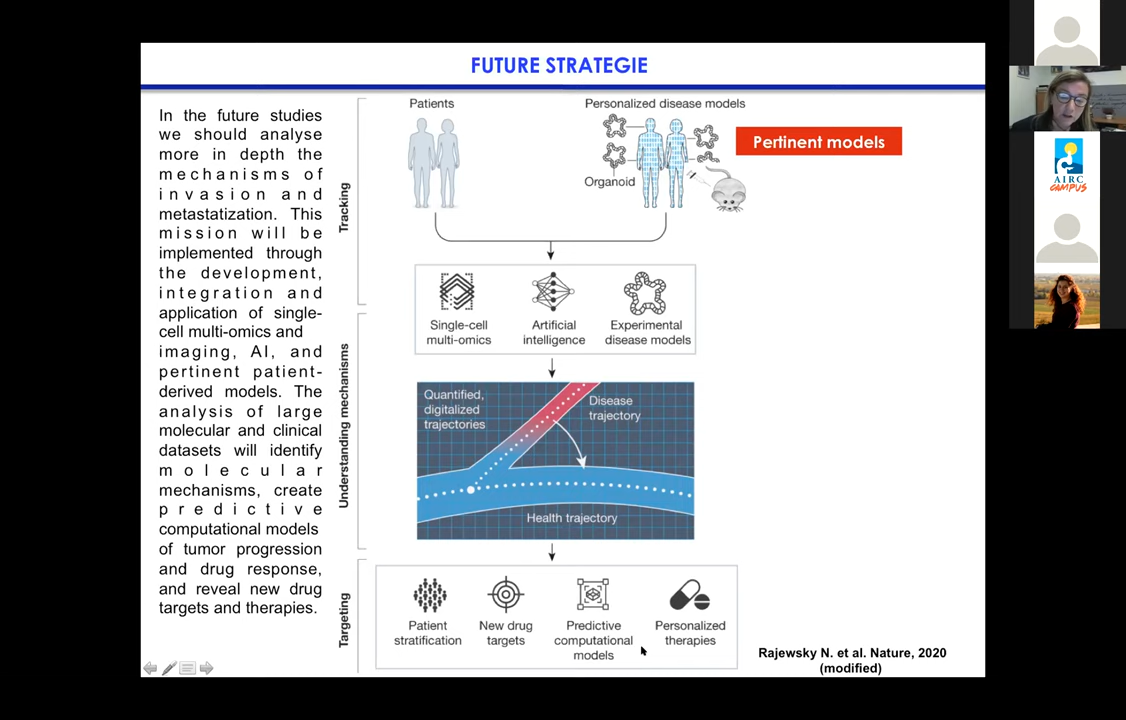 FUTURE STRATEGIE
In the future studies
we should analyse
more in depth the
mechanisms of
invasion and
metastatization. This
mission will be
implemented through
the development,
integration and
application of single-
cell multi-omics and
imaging, AI, and
pertinent patient-
derived models. The
analysis of large
molecular and clinical
datasets will identify
molecular
mechanisms, create
predictive
computational models
of tumor progression
and drug response,
and reveal new drug
targets and therapies.
Tracking
Patients
Personalized disease models
Pertinent models
Organoid
Single-cell
multi-omics
Artificial
intelligence
Experimental
disease models
Understanding mechanisms
Quantified,
digitalized
trajectories
Disease
trajectory
Health trajectory
Targeting
Patient
stratification
New drug
targets
Predictive
computational
models
Personalized
therapies
Rajewsky N. et al. Nature, 2020
(modified)
AIRC
CAMPUS